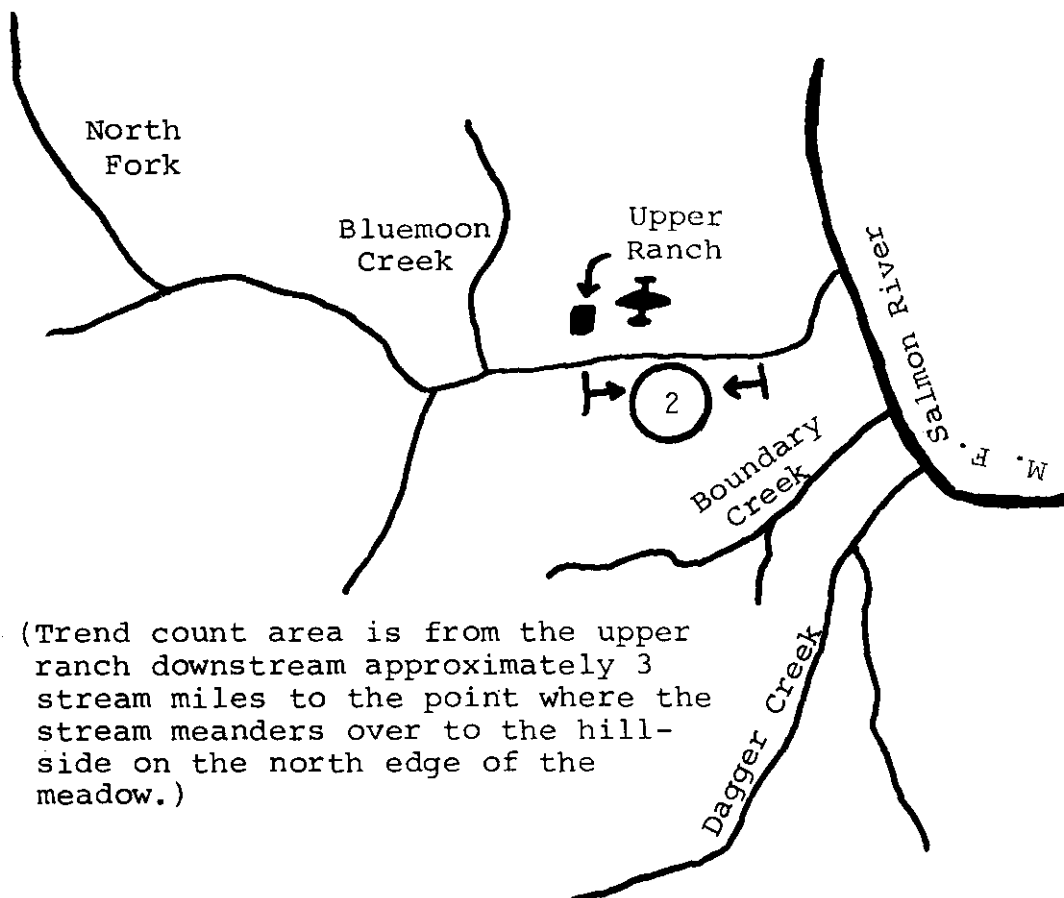 North
Fork
Bluemoon
Creek
Upper
Ranch
M. F. Salmon River
2
Boundary
Creek
(Trend count area is from the upper
ranch downstream approximately 3
stream miles to the point where the
stream meanders over to the hill-
side on the north edge of the
meadow.)
Dagger Creek